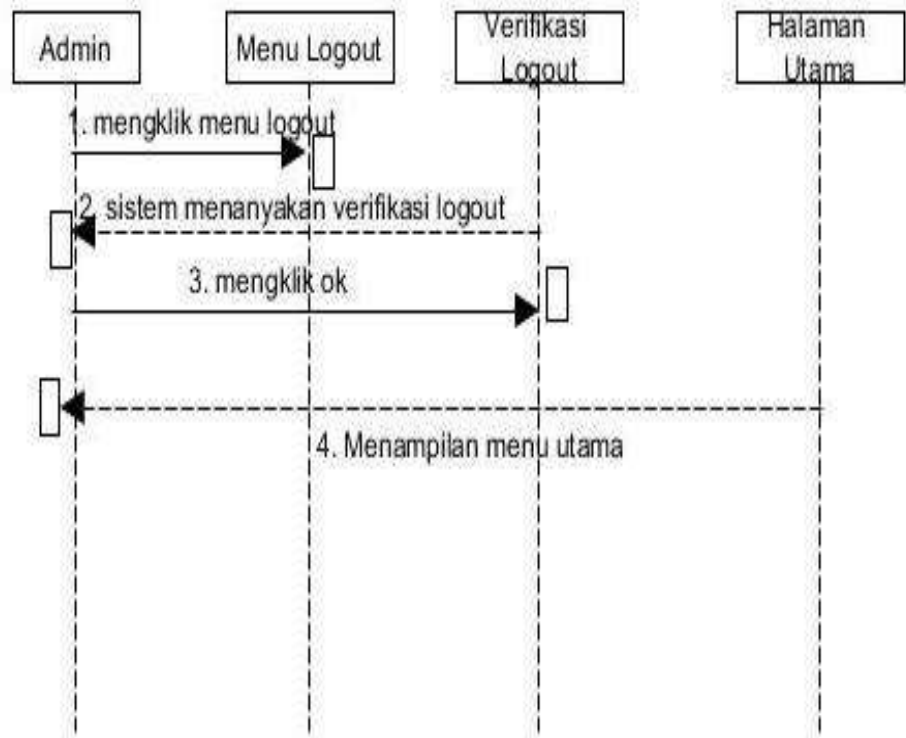 Admin
Menu Logout
Verifikasi
Logout
Halaman
Utama
1. mengklik menu logout
2. sistem menanyakan verifikasi logout
3. mengklik ok
4. Menampilan menu utama